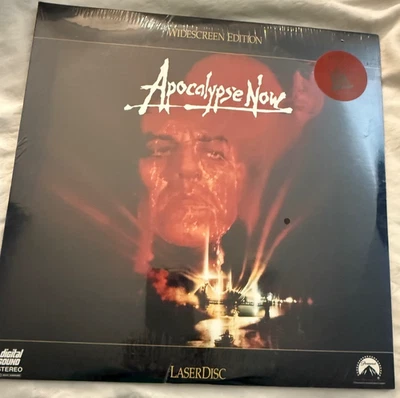 WIDESCREEN EDITION
Apocalypse Now
digital
SOUND
STEREO
LASERDISC